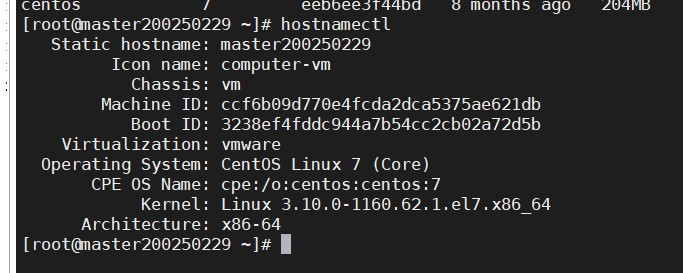 centos 7 eeb6ee3f44bd 8 months ago 204MB
[root@master200250229 ~]# hostnamectl
Static hostname: master200250229
Icon name: computer-vm
Chassis: vm
Machine ID: ccf6b09d770e4fcda2dca5375ae621db
Boot ID: 3238ef4fddc944a7b54cc2cb02a72d5b
Virtualization: vmware
Operating System: CentOS Linux 7 (Core)
CPE OS Name: cpe:/o:centos:centos:7
Kernel: Linux 3.10.0-1160.62.1.el7.x86_64
Architecture: x86-64
[root@master200250229 ~]#